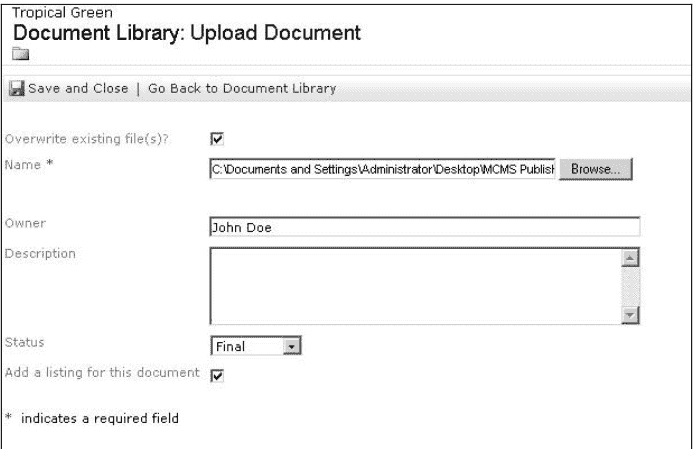 Tropical Green
Document Library: Upload Document
Save and Close | Go Back to Document Library
Overwrite existing file(s)?
Name *
C:\Documents and Settings\Administrator\Desktop\MCMS Publish Browse...
Owner
John Doe
Description
Status
Final
Add a listing for this document
* indicates a required field